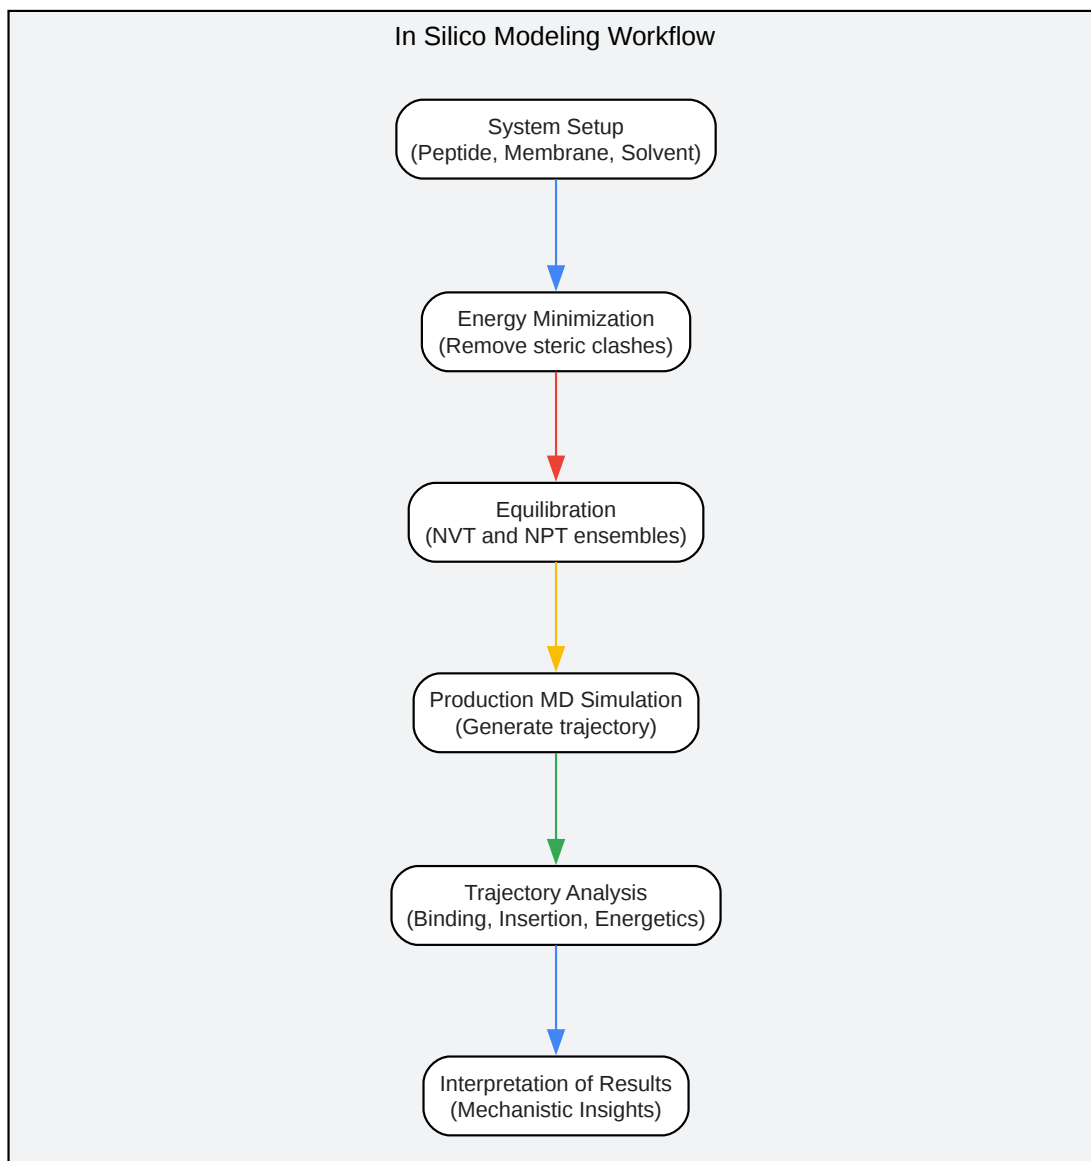 In Silico Modeling Workflow
System Setup
(Peptide, Membrane, Solvent)
Energy Minimization
(Remove steric clashes)
Equilibration
(NVT and NPT ensembles)
Production MD Simulation
(Generate trajectory)
Trajectory Analysis
(Binding, Insertion, Energetics)
Interpretation of Results
(Mechanistic Insights)